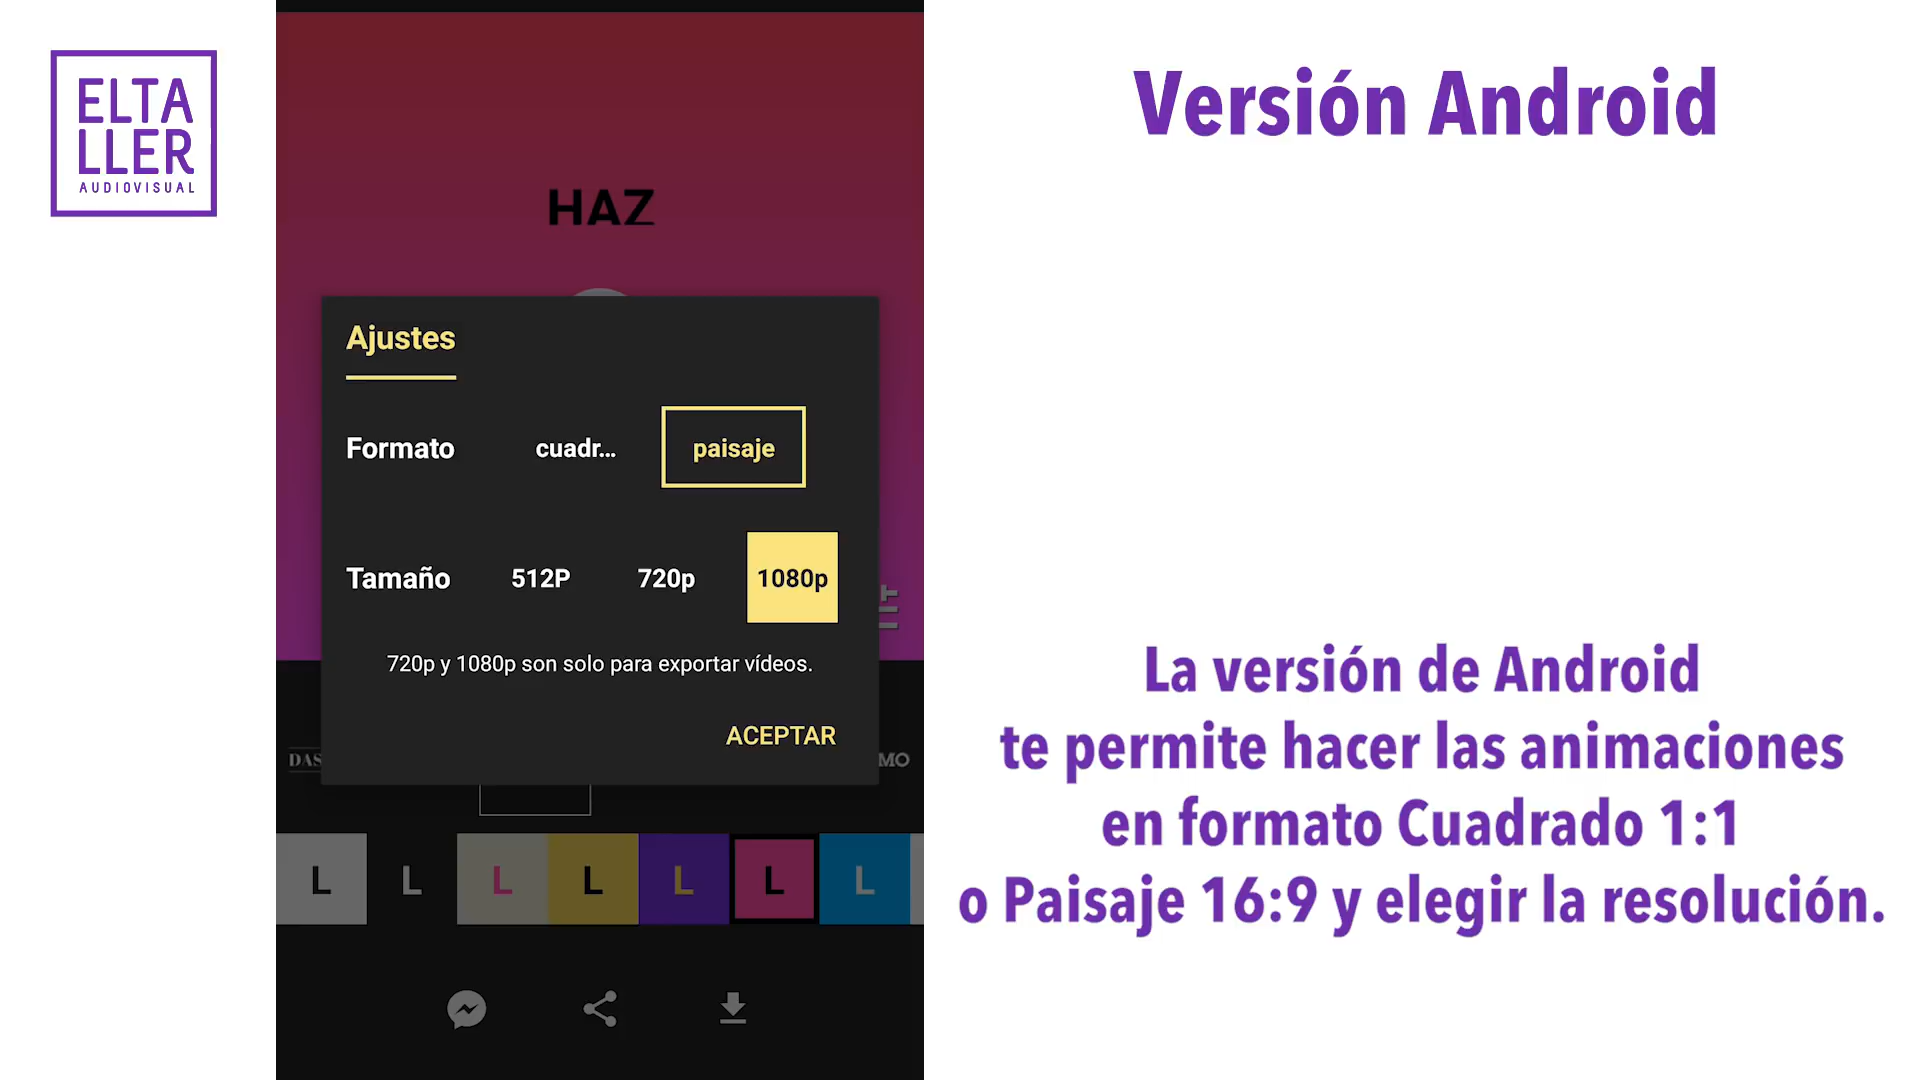 ELTA
LLER
AUDIOVISUAL
Versión Android
HAZ
Ajustes
Formato cuadr... paisaje
Tamaño 512P 720p 1080p
720p y 1080p son solo para exportar vídeos.
ACEPTAR
DAS MO
L L L L L L L
La versión de Android
te permite hacer las animaciones
en formato Cuadrado 1:1
o Paisaje 16:9 y elegir la resolución.